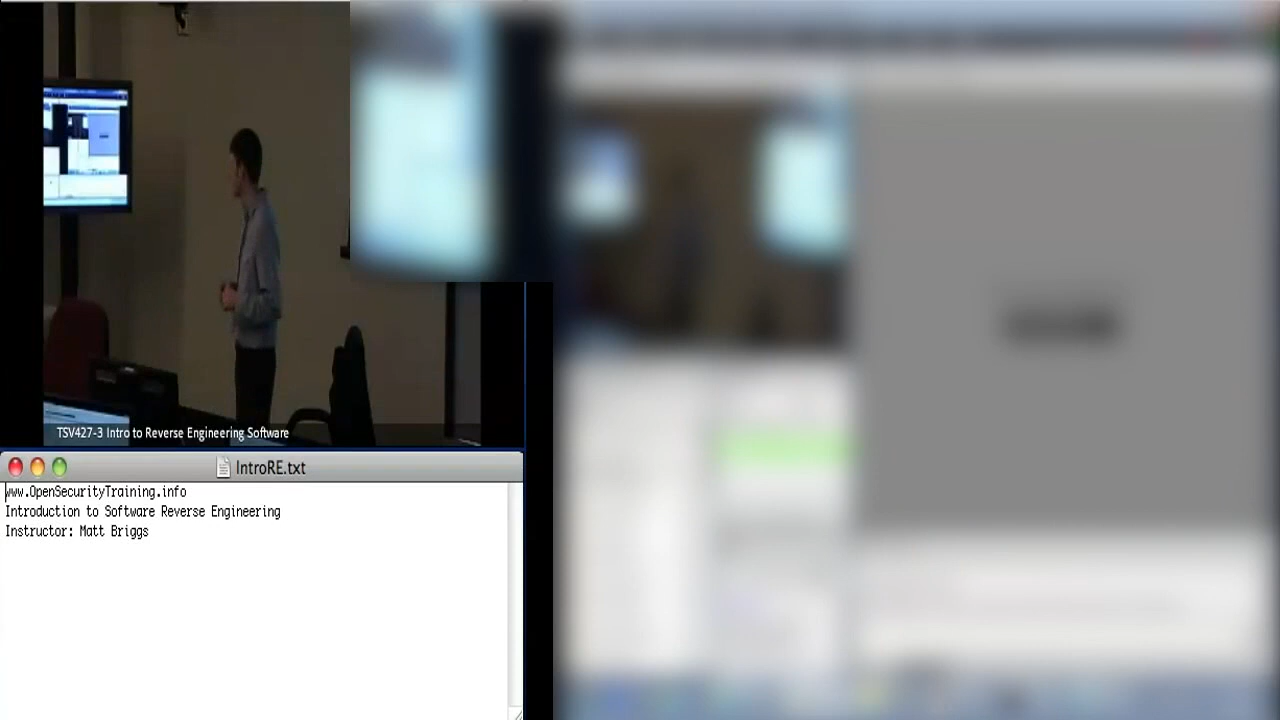 TSV427-3 Intro to Reverse Engineering Software
IntroRE.txt
www.OpenSecurityTraining.info
Introduction to Software Reverse Engineering
Instructor: Matt Briggs